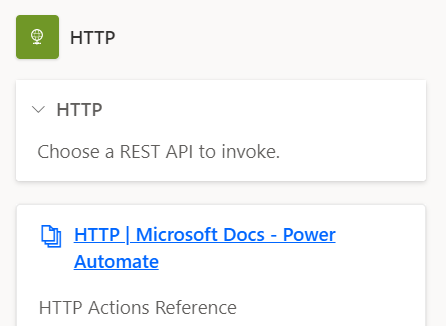 HTTP
HTTP
Choose a REST API to invoke.
HTTP | Microsoft Docs - Power
Automate
HTTP Actions Reference